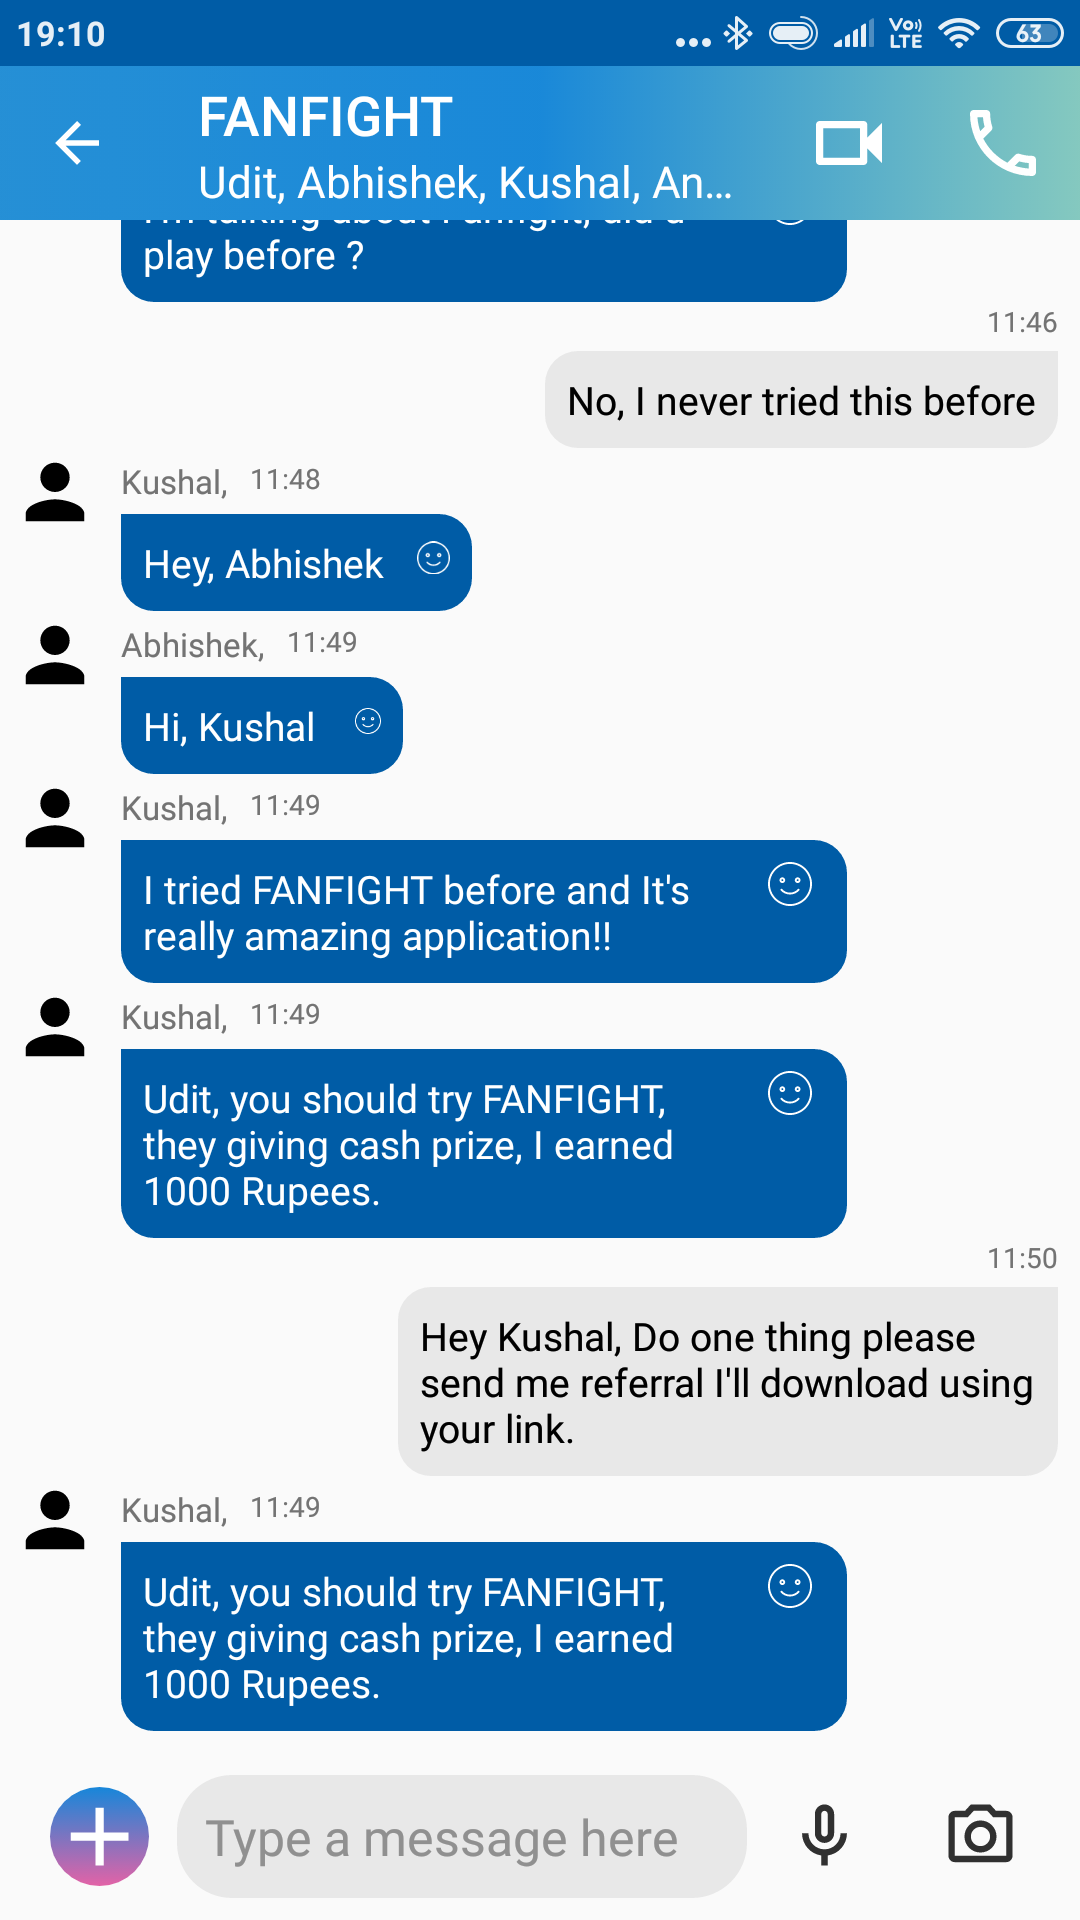 19:10
Vo)) LTE
63
FANFIGHT
Udit, Abhishek, Kushal, An...
I'm talking about Fanfight, did u
play before ?
11:46
No, I never tried this before
Kushal, 11:48
Hey, Abhishek
Abhishek, 11:49
Hi, Kushal
Kushal, 11:49
I tried FANFIGHT before and It's
really amazing application!!
Kushal, 11:49
Udit, you should try FANFIGHT,
they giving cash prize, I earned
1000 Rupees.
11:50
Hey Kushal, Do one thing please
send me referral I'll download using
your link.
Kushal, 11:49
Udit, you should try FANFIGHT,
they giving cash prize, I earned
1000 Rupees.
Type a message here